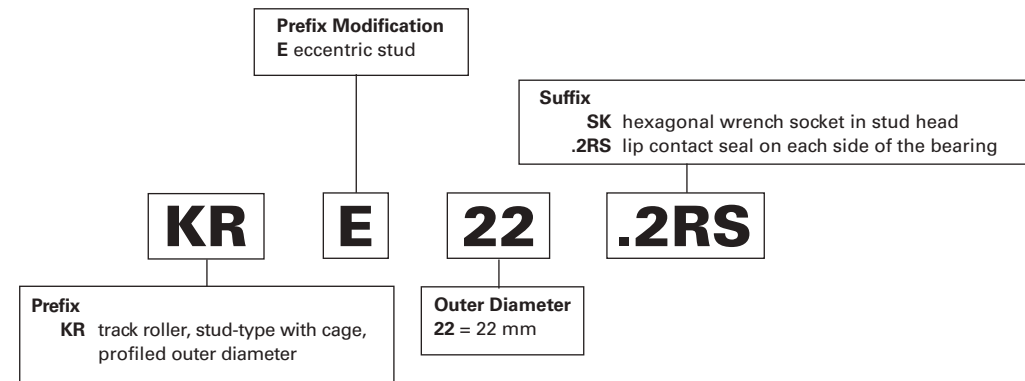 Prefix Modification
E eccentric stud
Suffix
SK hexagonal wrench socket in stud head
.2RS lip contact seal on each side of the bearing
KR E 22 .2RS
Prefix
KR track roller, stud-type with cage,
profiled outer diameter
Outer Diameter
22 = 22 mm